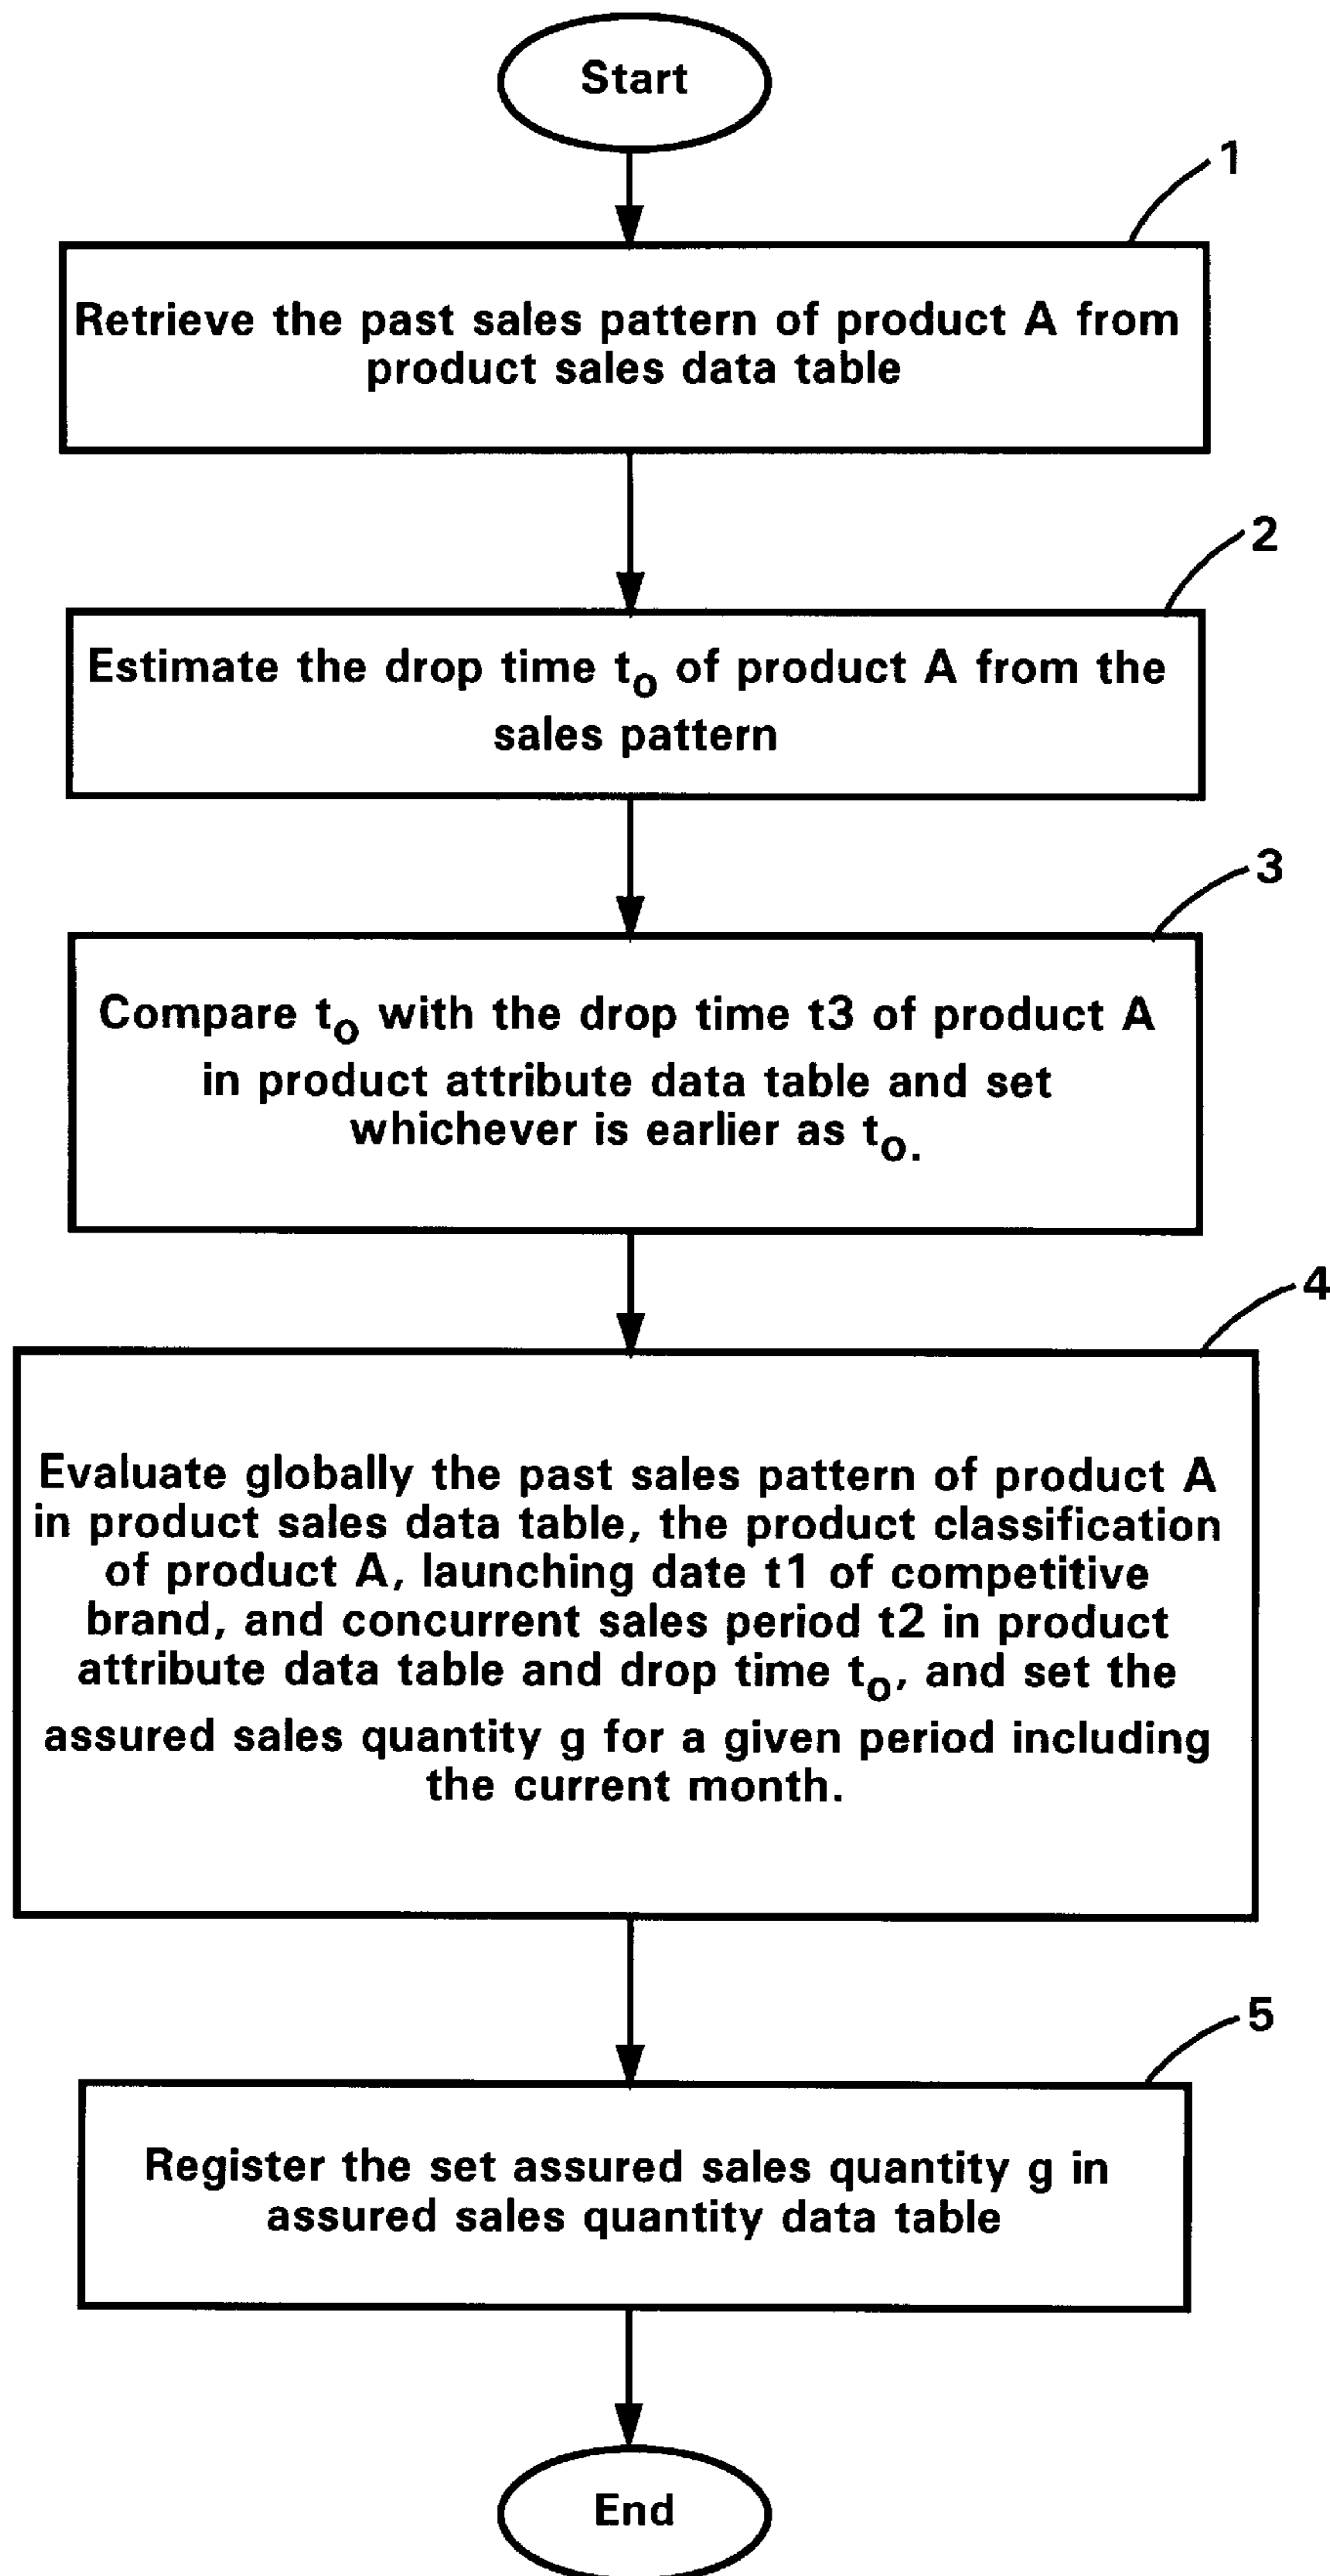 Start
1
Retrieve the past sales pattern of product A from
product sales data table
2
Estimate the drop time to of product A from the
sales pattern
3
Compare to with the drop time t3 of product A
in product attribute data table and set
whichever is earlier as to.
4
Evaluate globally the past sales pattern of product A
in product sales data table, the product classification
of product A, launching date t1 of competitive
brand, and concurrent sales period t2 in product
attribute data table and drop time to, and set the
assured sales quantity g for a given period including
the current month.
5
Register the set assured sales quantity g in
assured sales quantity data table
End